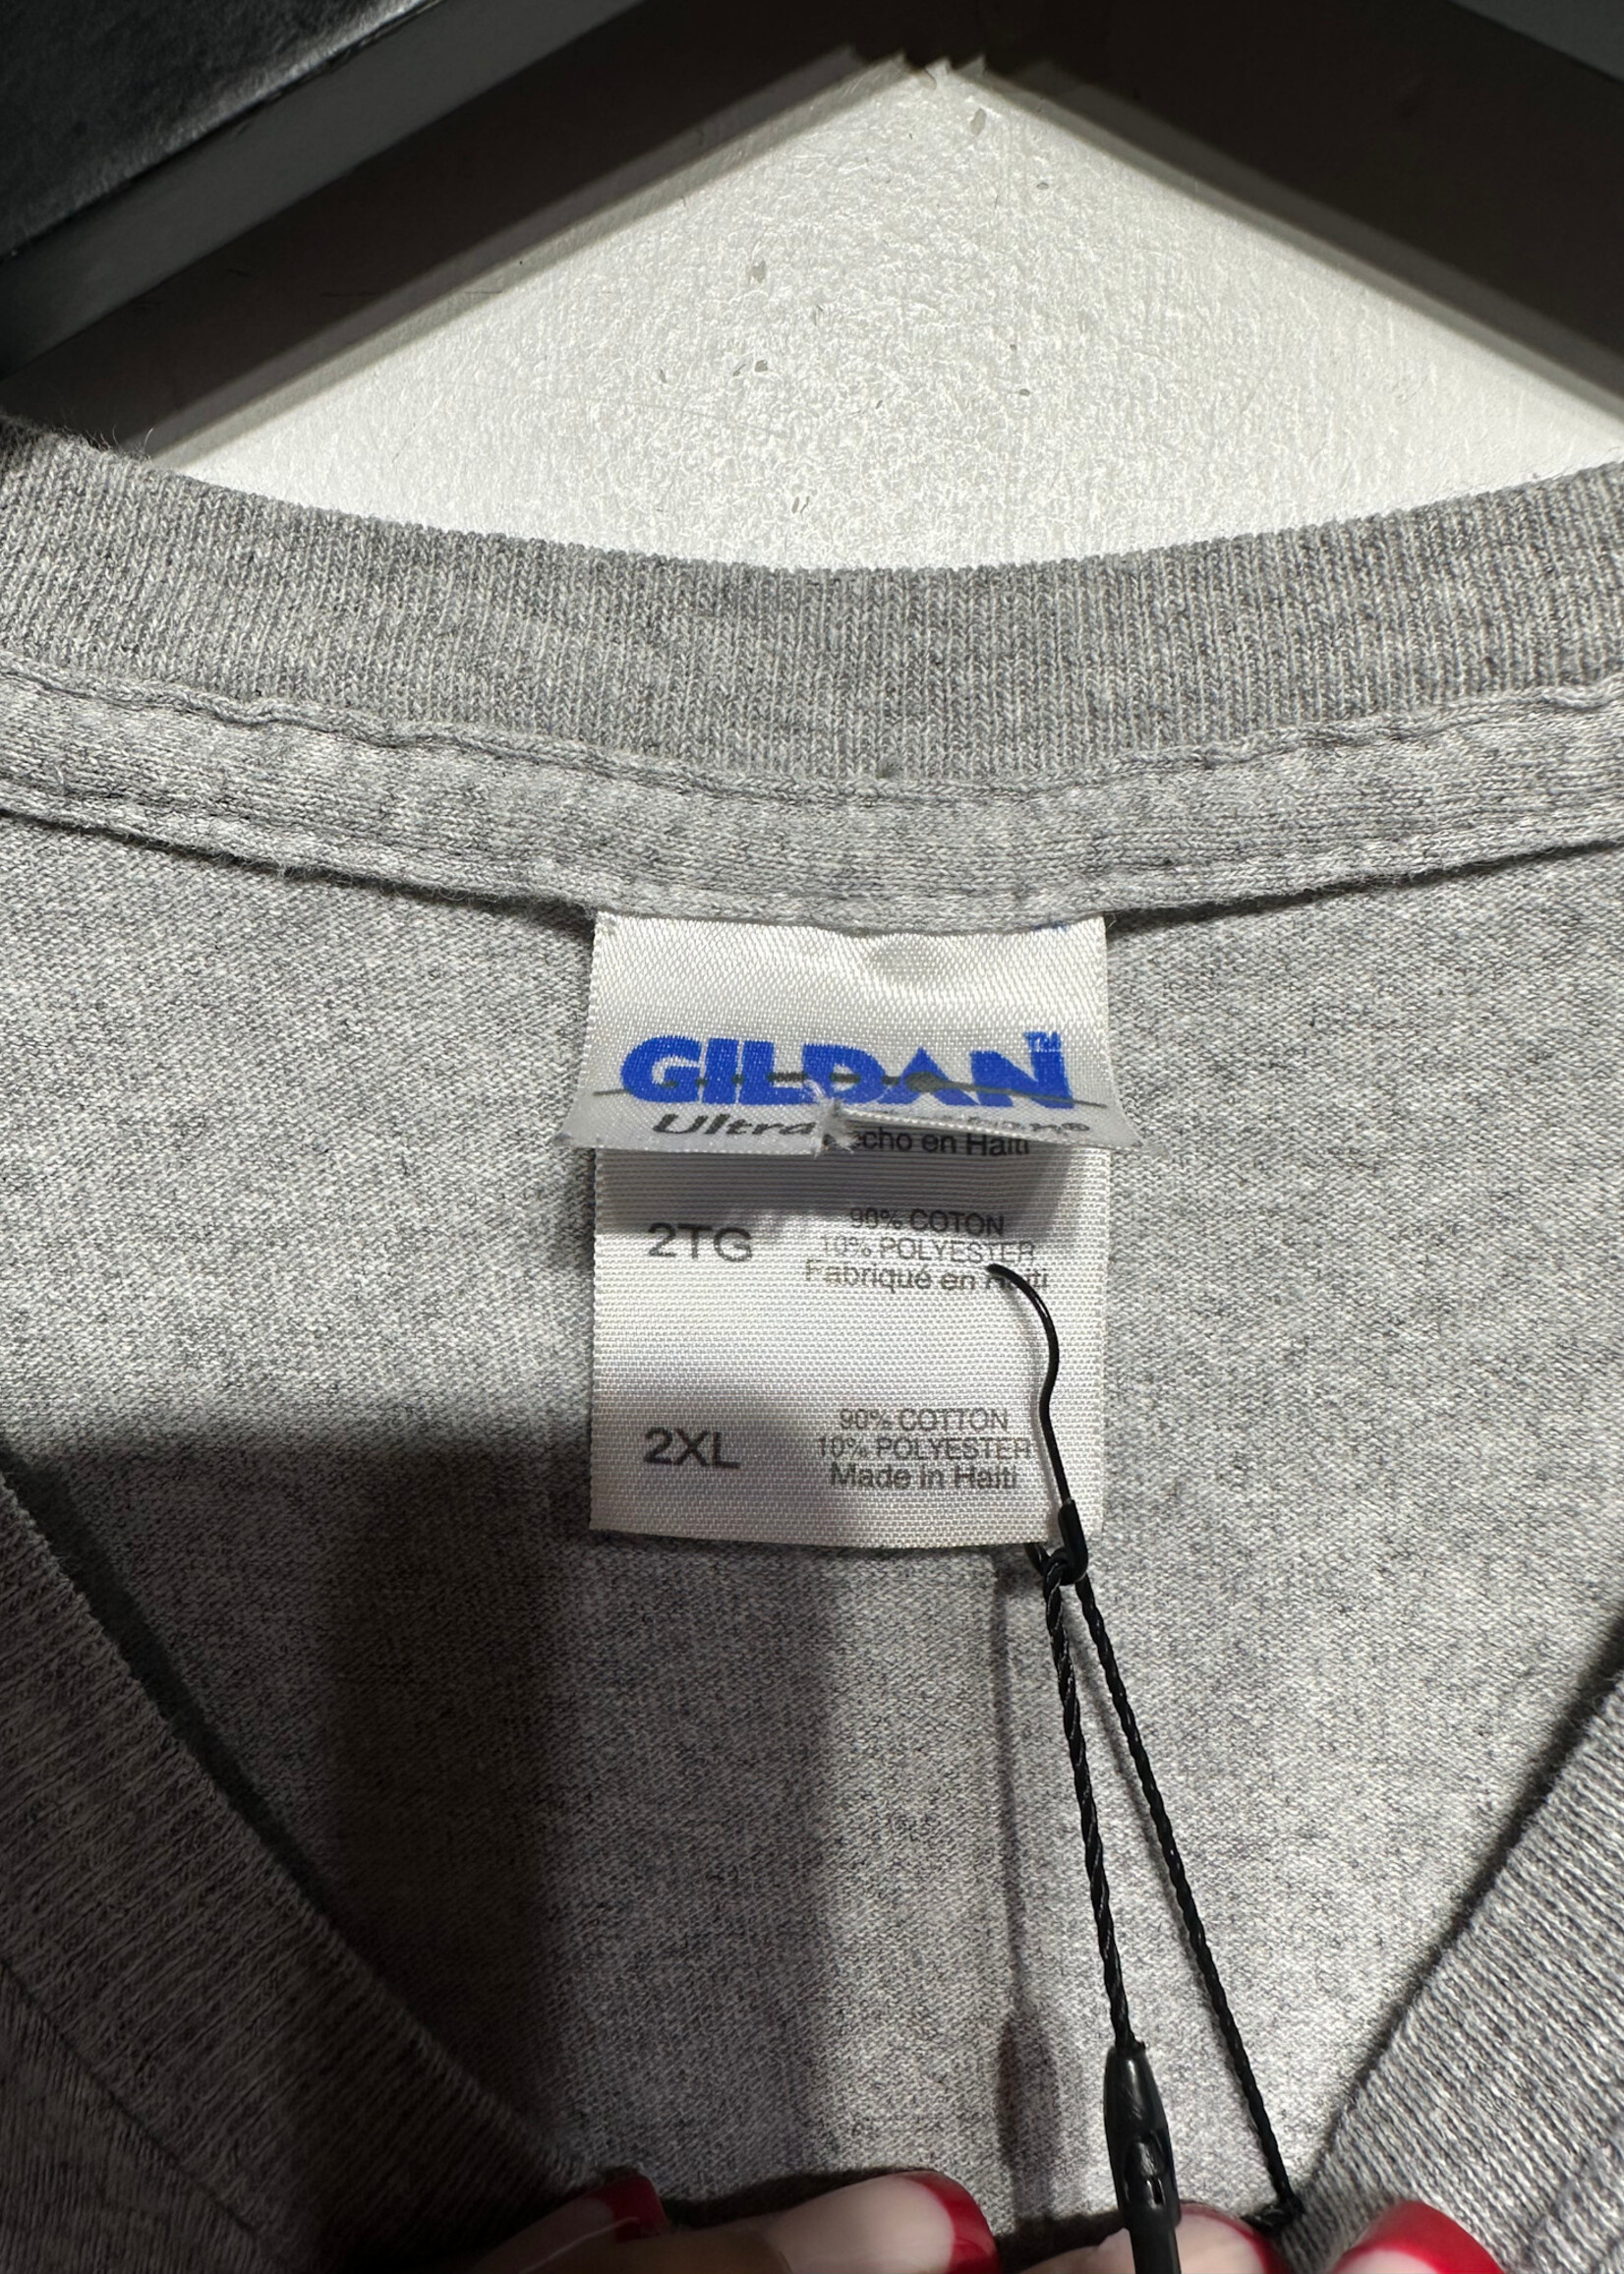 GILDAN™
Ultra
echo en Haiti
2TG
90% COTON
10% POLYESTER
Fabriqué en
2XL
90% COTTON
10% POLYESTER
Made in Haiti